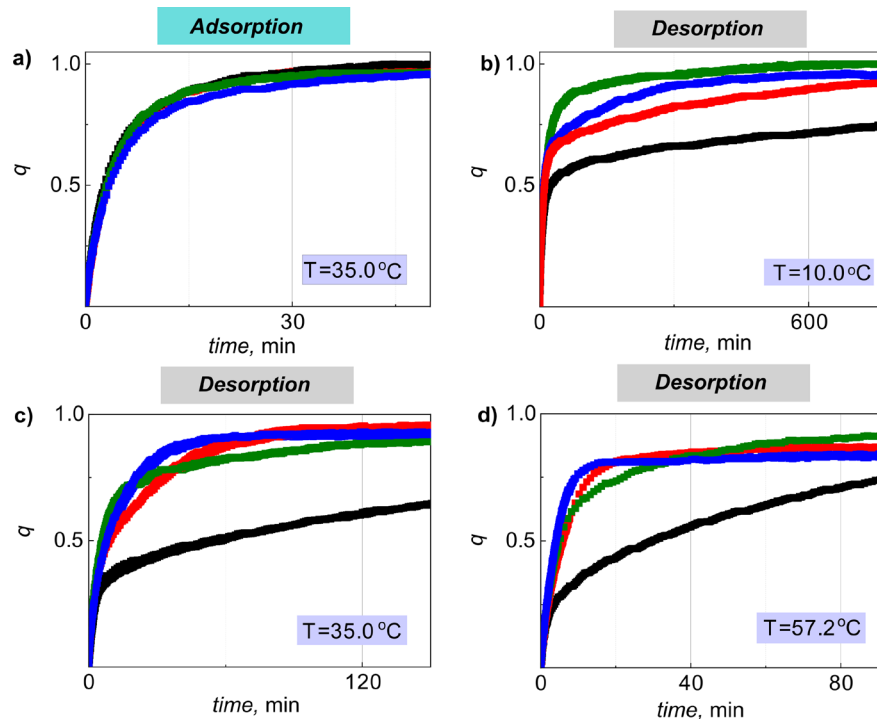 Adsorption
a)
1.0
0.5
q
T=35.0°C
0
30
time, min
Desorption
b)
1.0
0.5
q
T=10.0°C
0
600
time, min
Desorption
c)
1.0
0.5
q
T=35.0°C
0
120
time, min
Desorption
d)
1.0
0.5
q
T=57.2°C
0
40
80
time, min